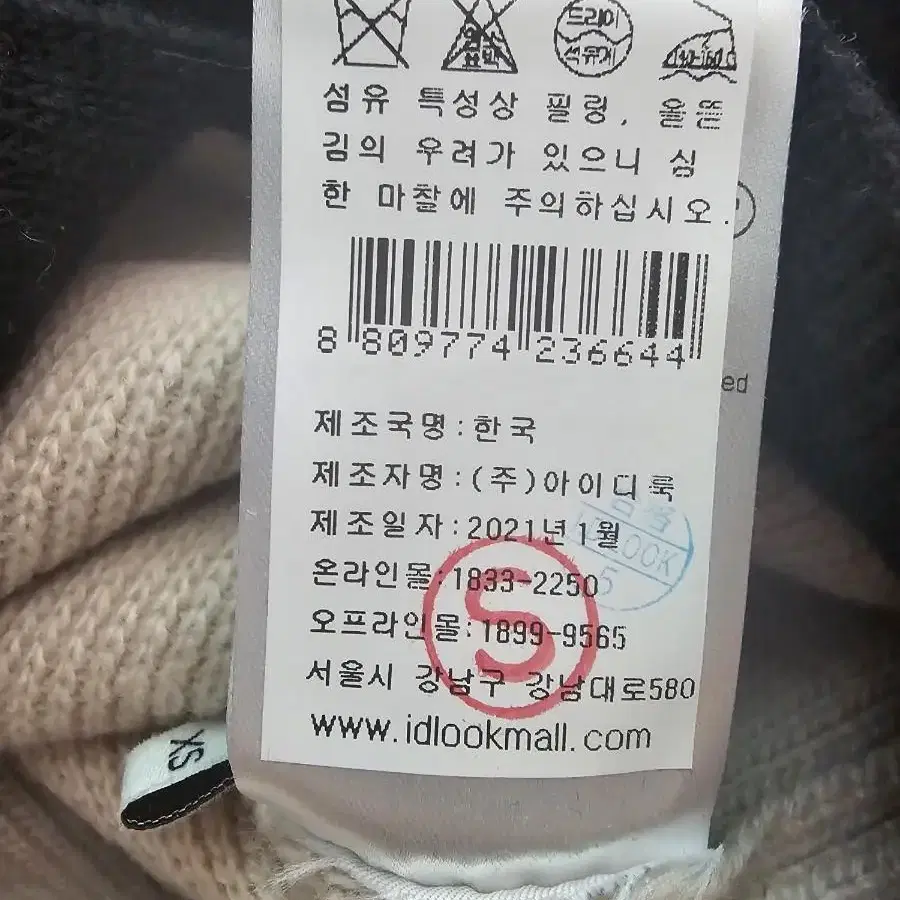 드라이
석유계
섬유 특성상 필링, 올뜯
김의 우려가 있으니 심
한 마찰에 주의하십시오.
8 809774 236644
ed
제조국명:한국
제조자명:(주)아이디룩
제조일자:2021년1월
온라인몰:1833-2250
오프라인몰:1899-9565
서울시 강남구 강남대로580
www.idlookmall.com
S
XS